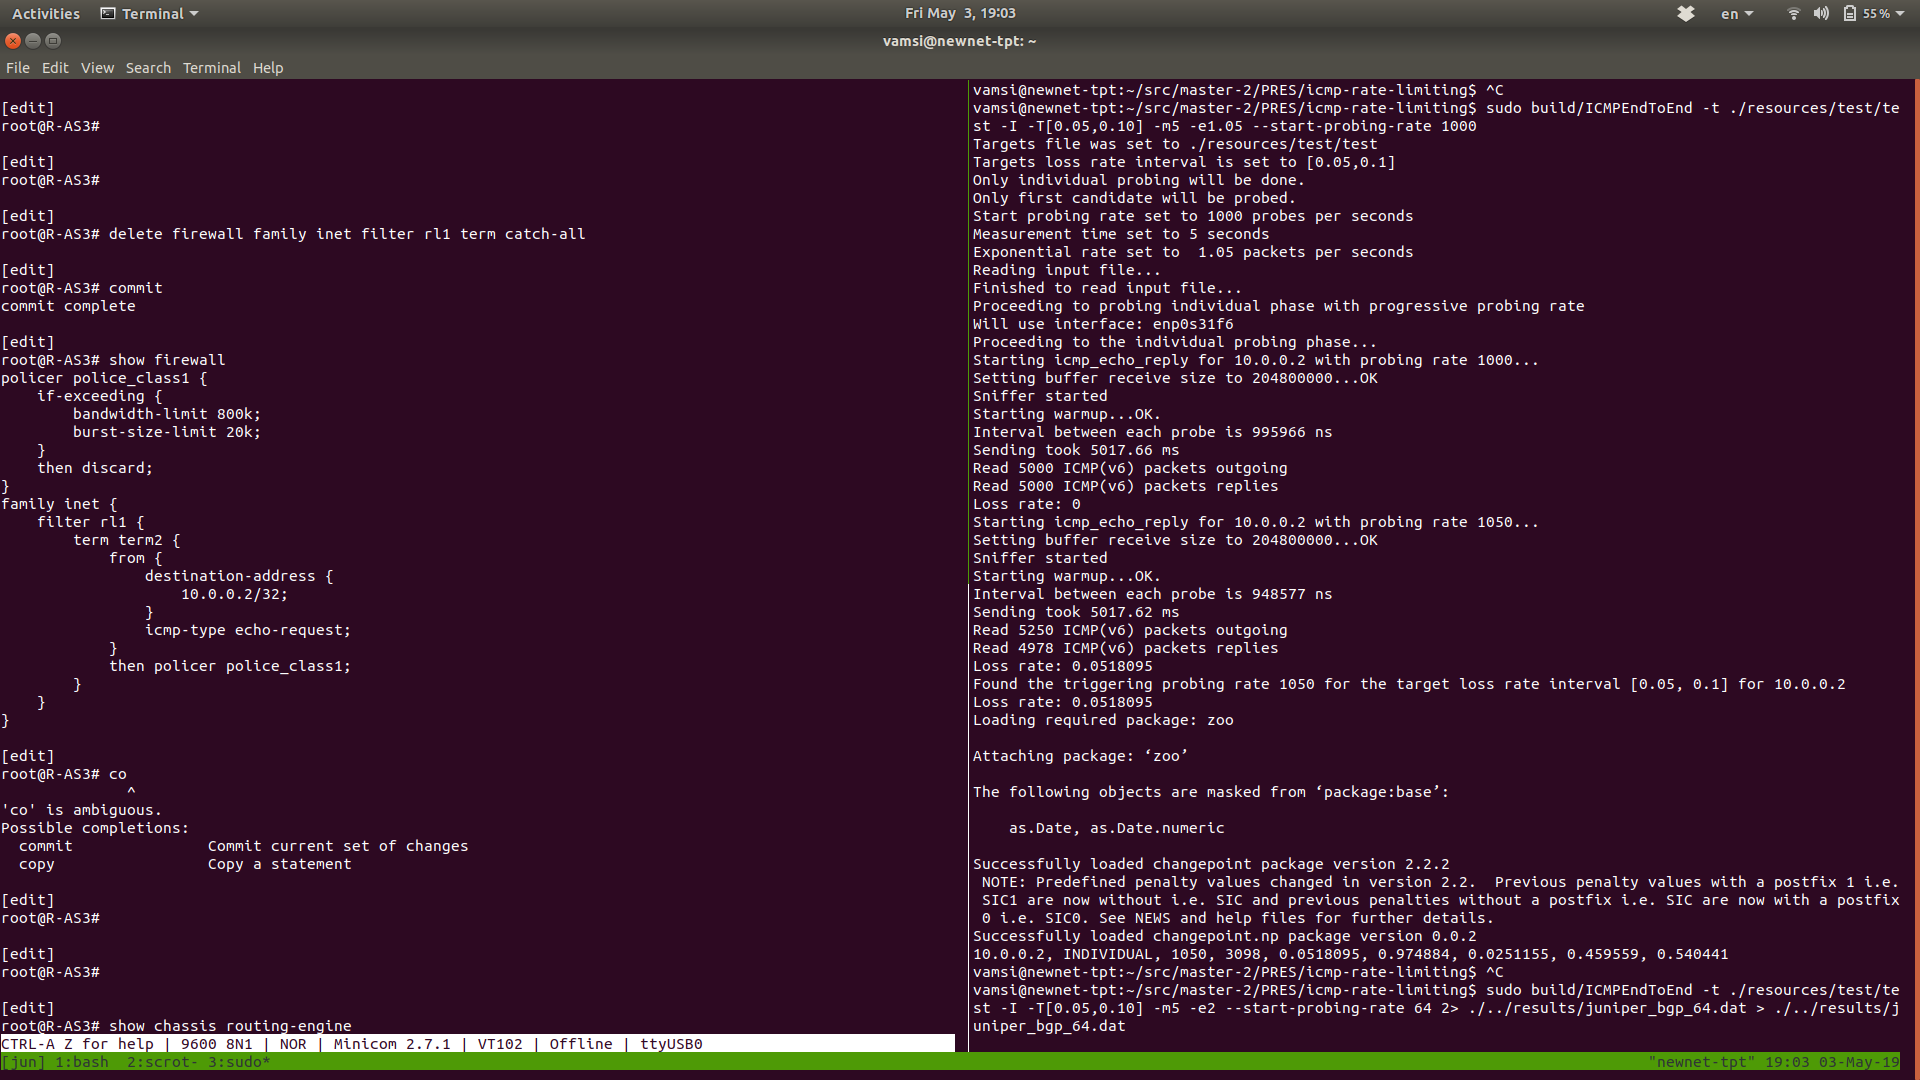 Activities Terminal Fri May 3, 19:03 en 55 %
vamsi@newnet-tpt: ~
File Edit View Search Terminal Help
[edit]
root@R-AS3#
[edit]
root@R-AS3#
[edit]
root@R-AS3# delete firewall family inet filter rl1 term catch-all
[edit]
root@R-AS3# commit
commit complete
[edit]
root@R-AS3# show firewall
policer police_class1 {
    if-exceeding {
        bandwidth-limit 800k;
        burst-size-limit 20k;
    }
    then discard;
}
family inet {
    filter rl1 {
        term term2 {
            from {
                destination-address {
                    10.0.0.2/32;
                }
                icmp-type echo-request;
            }
            then policer police_class1;
        }
    }
}
[edit]
root@R-AS3# co
              ^
'co' is ambiguous.
Possible completions:
  commit               Commit current set of changes
  copy                 Copy a statement
[edit]
root@R-AS3#
[edit]
root@R-AS3#
[edit]
root@R-AS3# show chassis routing-engine
CTRL-A Z for help | 9600 8N1 | NOR | Minicom 2.7.1 | VT102 | Offline | ttyUSB0
vamsi@newnet-tpt:~/src/master-2/PRES/icmp-rate-limiting$ ^C
vamsi@newnet-tpt:~/src/master-2/PRES/icmp-rate-limiting$ sudo build/ICMPEndToEnd -t ./resources/test/te
st -I -T[0.05,0.10] -m5 -e1.05 --start-probing-rate 1000
Targets file was set to ./resources/test/test
Targets loss rate interval is set to [0.05,0.1]
Only individual probing will be done.
Only first candidate will be probed.
Start probing rate set to 1000 probes per seconds
Measurement time set to 5 seconds
Exponential rate set to  1.05 packets per seconds
Reading input file...
Finished to read input file...
Proceeding to probing individual phase with progressive probing rate
Will use interface: enp0s31f6
Proceeding to the individual probing phase...
Starting icmp_echo_reply for 10.0.0.2 with probing rate 1000...
Setting buffer receive size to 204800000...OK
Sniffer started
Starting warmup...OK.
Interval between each probe is 995966 ns
Sending took 5017.66 ms
Read 5000 ICMP(v6) packets outgoing
Read 5000 ICMP(v6) packets replies
Loss rate: 0
Starting icmp_echo_reply for 10.0.0.2 with probing rate 1050...
Setting buffer receive size to 204800000...OK
Sniffer started
Starting warmup...OK.
Interval between each probe is 948577 ns
Sending took 5017.62 ms
Read 5250 ICMP(v6) packets outgoing
Read 4978 ICMP(v6) packets replies
Loss rate: 0.0518095
Found the triggering probing rate 1050 for the target loss rate interval [0.05, 0.1] for 10.0.0.2
Loss rate: 0.0518095
Loading required package: zoo
Attaching package: ‘zoo’
The following objects are masked from ‘package:base’:
    as.Date, as.Date.numeric
Successfully loaded changepoint package version 2.2.2
 NOTE: Predefined penalty values changed in version 2.2.  Previous penalty values with a postfix 1 i.e.
 SIC1 are now without i.e. SIC and previous penalties without a postfix i.e. SIC are now with a postfix
 0 i.e. SIC0. See NEWS and help files for further details.
Successfully loaded changepoint.np package version 0.0.2
10.0.0.2, INDIVIDUAL, 1050, 3098, 0.0518095, 0.974884, 0.0251155, 0.459559, 0.540441
vamsi@newnet-tpt:~/src/master-2/PRES/icmp-rate-limiting$ ^C
vamsi@newnet-tpt:~/src/master-2/PRES/icmp-rate-limiting$ sudo build/ICMPEndToEnd -t ./resources/test/te
st -I -T[0.05,0.10] -m5 -e2 --start-probing-rate 64 2> ./../results/juniper_bgp_64.dat > ./../results/j
uniper_bgp_64.dat
[jun] 1:bash  2:scrot- 3:sudo* "newnet-tpt" 19:03 03-May-19